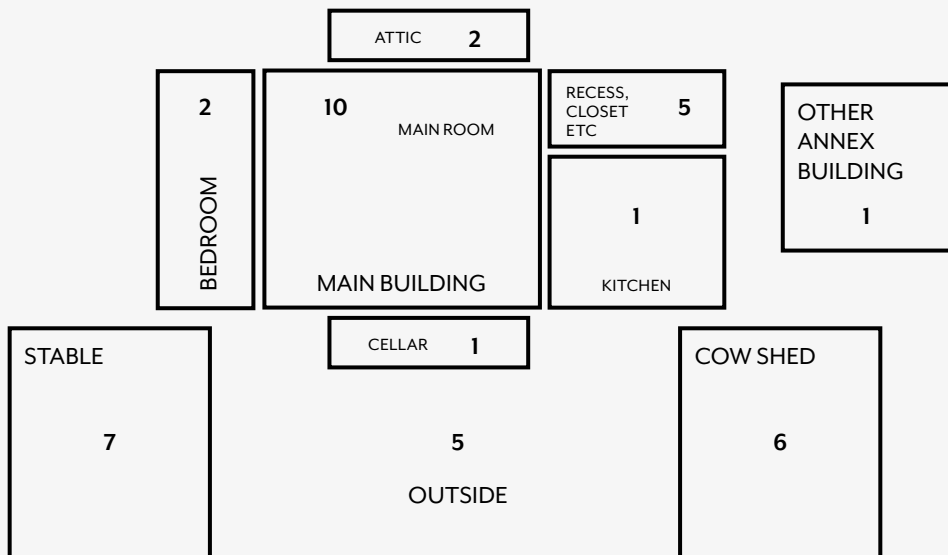 ATTIC 2
2
BEDROOM
10
MAIN ROOM
MAIN BUILDING
RECESS,
CLOSET 5
ETC
1
KITCHEN
OTHER
ANNEX
BUILDING
1
CELLAR 1
STABLE
7
5
OUTSIDE
COW SHED
6